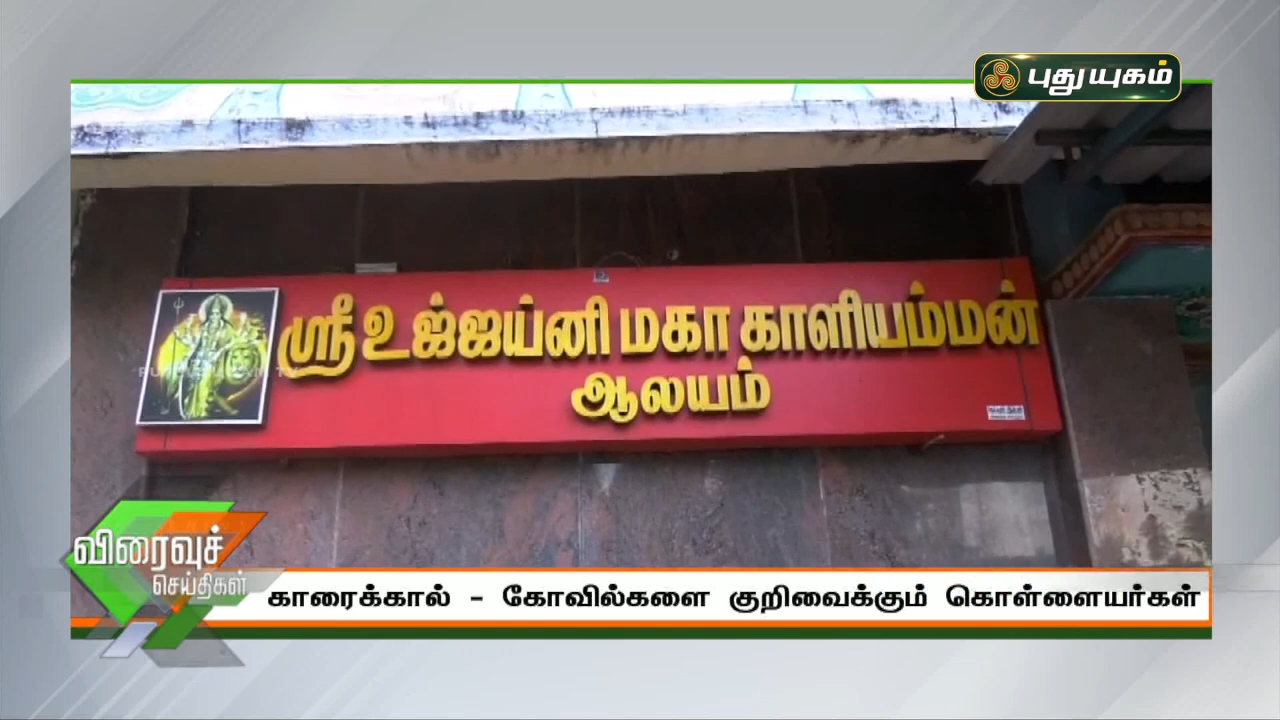 புதுயுகம்
ஸ்ரீ உஜ்ஜய்னி மகா காளியம்மன்
ஆலயம்
விரைவுச்
செய்திகள்
காரைக்கால் - கோவில்களை குறிவைக்கும் கொள்ளையர்கள்